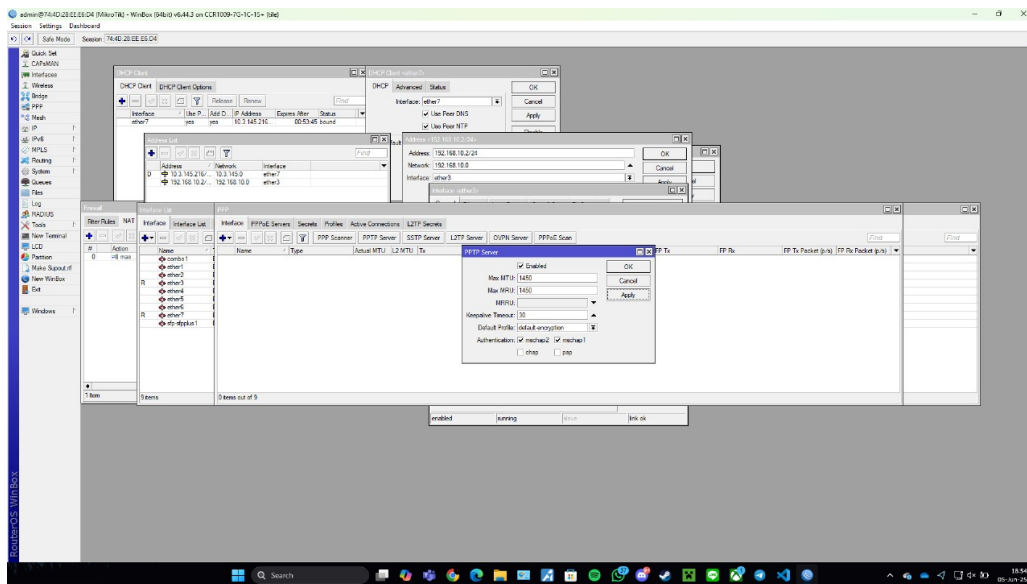 admin@74:4D:28:EE:E6:D4 (MikroTik) - WinBox (64bit) v6.44.3 on CCR1009-7G-1C-1S+ (tile)
Session Settings Dashboard
Safe Mode Session: 74:4D:28:EE:E6:D4
Quick Set
CAPsMAN
Interfaces
Wireless
Bridge
PPP
Mesh
IP
IPv6
MPLS
Routing
System
Queues
Files
Log
RADIUS
Tools
New Terminal
LCD
Partition
Make Supout.rif
New WinBox
Exit
Windows
RouterOS WinBox
DHCP Client
DHCP Client DHCP Client Options
Release Renew Find
Interface Use P... Add D... IP Address Expires After Status
ether7 yes yes 10.3.145.216... 00:53:45 bound
DHCP Client <ether7>
DHCP Advanced Status
Interface: ether7
Use Peer DNS
Use Peer NTP
OK
Cancel
Apply
Disable
Address List
Find
Address Network Interface
D 10.3.145.216/... 10.3.145.0 ether7
192.168.10.2/... 192.168.10.0 ether3
Address <192.168.10.2/24>
Address: 192.168.10.2/24
Network: 192.168.10.0
Interface: ether3
OK
Cancel
Apply
Interface <ether3>
Firewall
Filter Rules NAT
# Action
0 mas...
1 item
Interface List
Interface Interface List
Name
combo1
ether1
ether2
R ether3
ether4
ether5
ether6
R ether7
sfp-sfpplus1
9 items
PPP
Interface PPPoE Servers Secrets Profiles Active Connections L2TP Secrets
PPP Scanner PPTP Server SSTP Server L2TP Server OVPN Server PPPoE Scan Find
Name Type Actual MTU L2 MTU Tx FP Tx FP Rx FP Tx Packet (p/s) FP Rx Packet (p/s)
0 items out of 9
Find
PPTP Server
Enabled
Max MTU: 1450
Max MRU: 1450
MRRU:
Keepalive Timeout: 30
Default Profile: default-encryption
Authentication: mschap2 mschap1
chap pap
OK
Cancel
Apply
enabled running slave link ok
Search
18:54
05-Jun-25